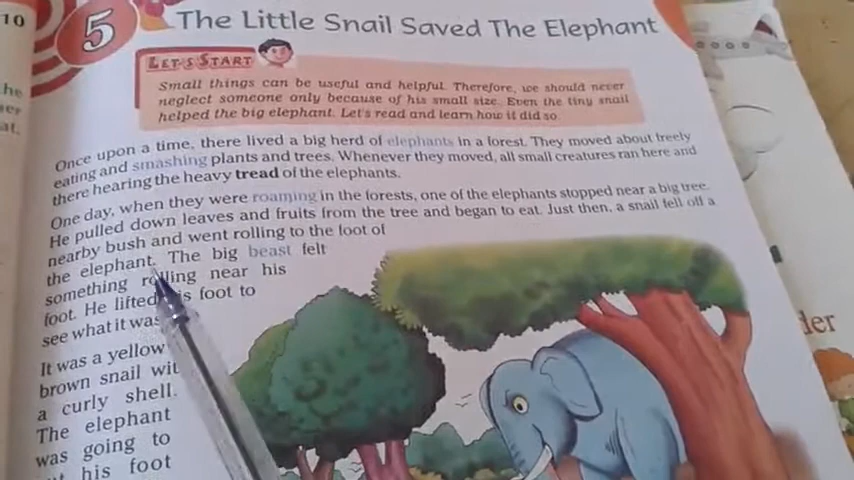 10
5
The Little Snail Saved The Elephant
he
er
at.
LET'S START
Small things can be useful and helpful. Therefore, we should never
neglect someone only because of his small size. Even the tiny snail
helped the big elephant. Let's read and learn how it did so.
Once upon a time, there lived a big herd of elephants in a forest. They moved about freely
eating and smashing plants and trees. Whenever they moved, all small creatures ran here and
there hearing the heavy tread of the elephants.
One day, when they were roaming in the forests, one of the elephants stopped near a big tree.
He pulled down leaves and fruits from the tree and began to eat. Just then, a snail fell off a
nearby bush and went rolling to the foot of
the elephant. The big beast felt
something rolling near his
foot. He lifted is foot to
see what it was
It was a yellow
brown snail wit
a curly shell.
The elephant
was going to
his foot
der